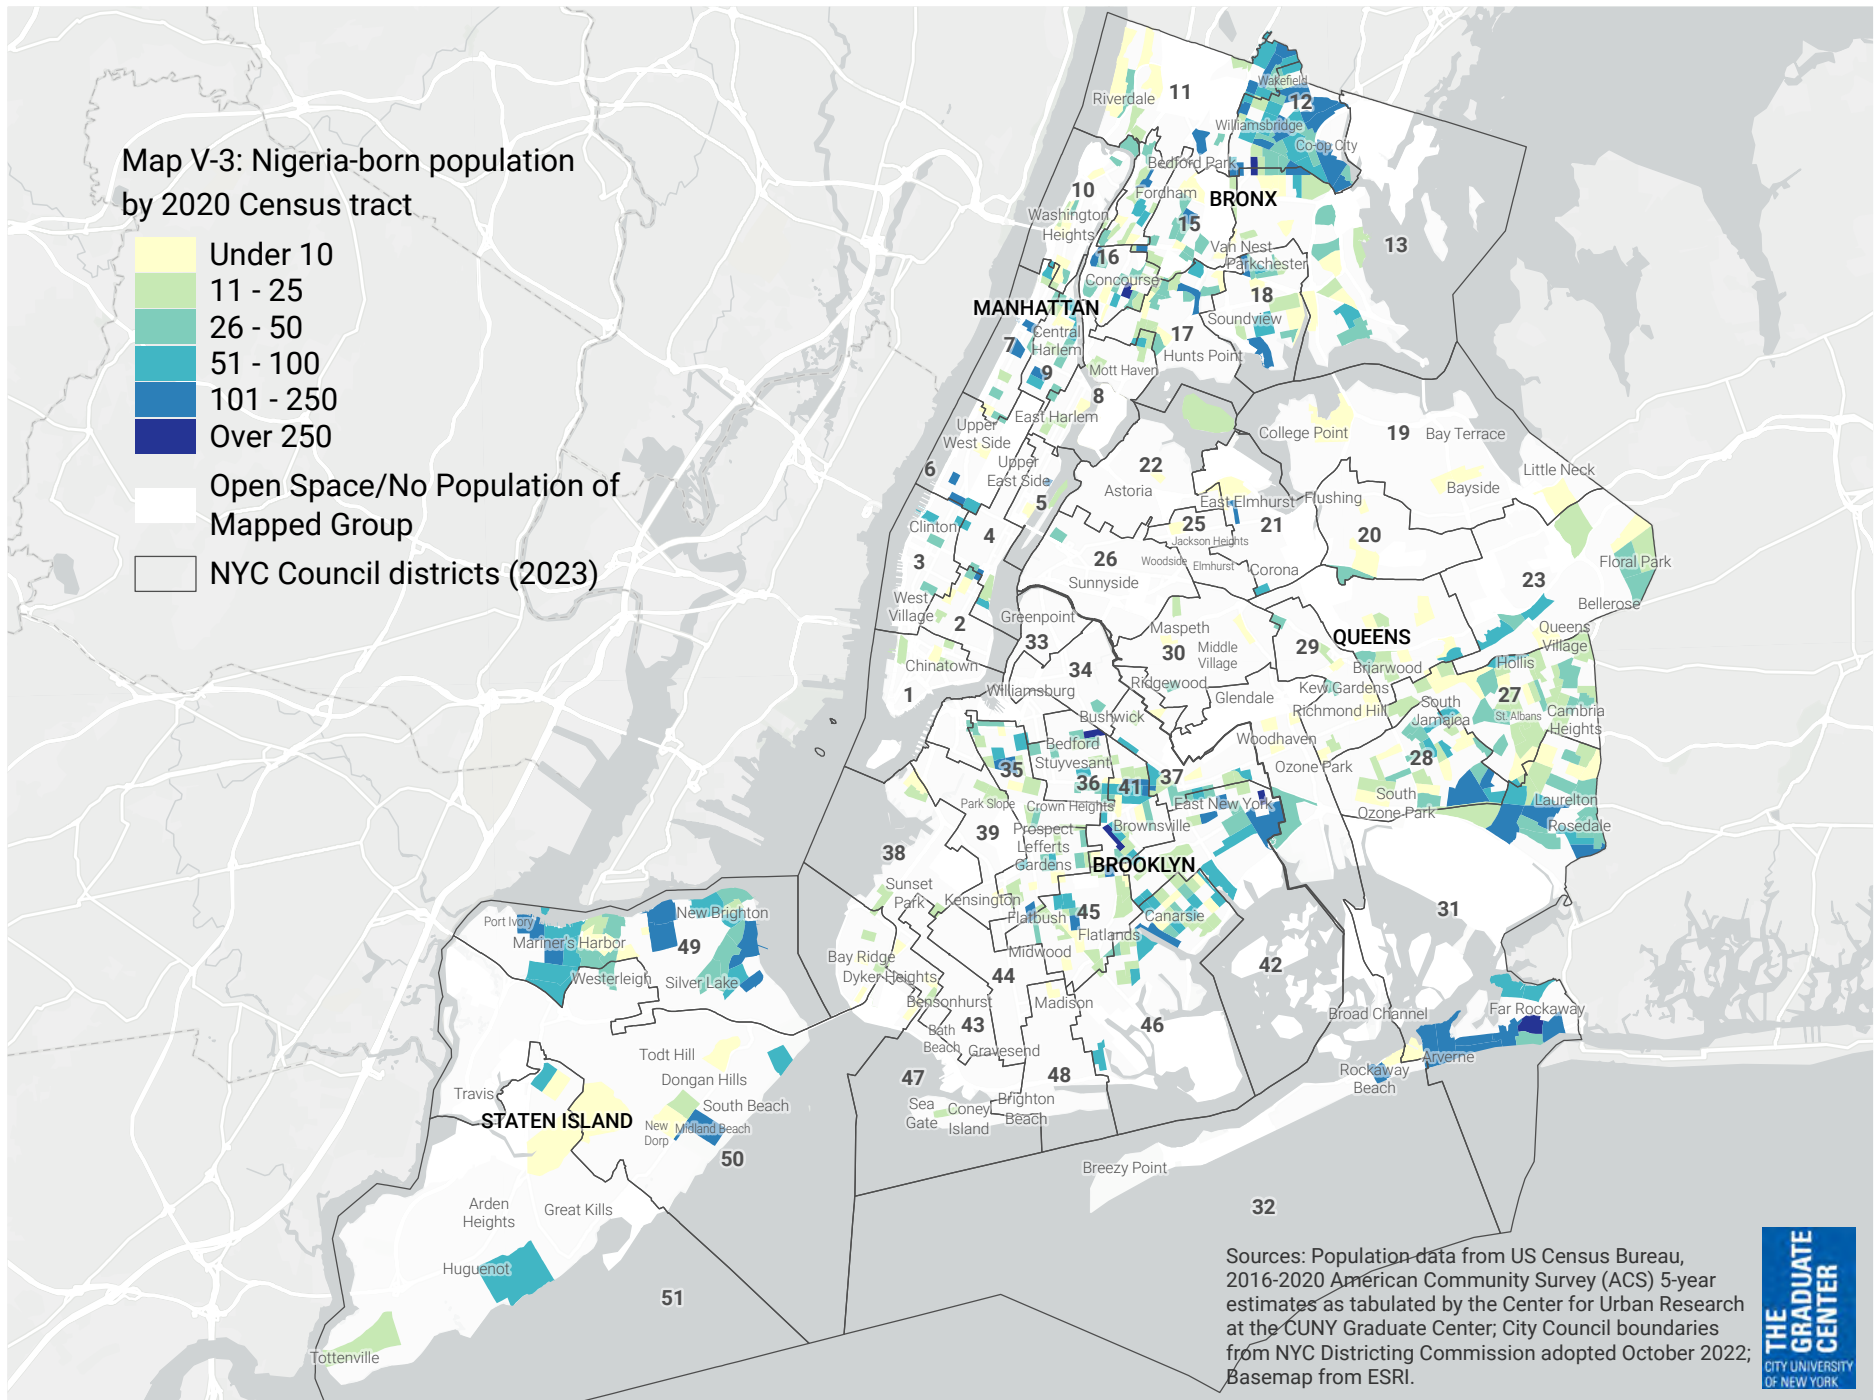 Map V-3: Nigeria-born population
by 2020 Census tract
Under 10
11 - 25
26 - 50
51 - 100
101 - 250
Over 250
Open Space/No Population of
Mapped Group
NYC Council districts (2023)
Wakefield
11
Riverdale
12
Williamsbridge
Co-op City
Bedford Park
10
Fordham
BRONX
Washington
Heights
15
13
Van Nest
16
Parkchester
Concourse
18
MANHATTAN
Soundview
Central
Harlem
17
7
Hunts Point
9
Mott Haven
8
East Harlem
Upper
West Side
College Point
19
Bay Terrace
Upper
East Side
22
6
Little Neck
Astoria
Bayside
5
East Elmhurst
Flushing
Clinton
25
21
4
20
Jackson Heights
3
26
Woodside
Elmhurst
Corona
Floral Park
Sunnyside
23
West
Village
Bellerose
Greenpoint
2
Maspeth
Queens
Village
33
QUEENS
30
Middle
Village
29
Chinatown
34
Briarwood
Hollis
1
Williamsburg
Ridgewood
Glendale
Kew Gardens
27
Richmond Hill
South
Jamaica
St. Albans
Cambria
Heights
Bushwick
Woodhaven
Bedford
Stuyvesant
28
35
36
41
37
Ozone Park
Park Slope
Crown Heights
East New York
South
Ozone Park
Laurelton
39
Prospect
Lefferts
Gardens
Brownsville
Rosedale
38
BROOKLYN
Sunset
Park
Kensington
45
Flatbush
Canarsie
31
Port Ivory
New Brighton
Mariner's Harbor
49
Flatlands
Bay Ridge
Midwood
Westerleigh
Silver Lake
Dyker Heights
44
42
Bensonhurst
Madison
Broad Channel
Far Rockaway
Bath
Beach
43
46
Todt Hill
Gravesend
Arverne
Dongan Hills
47
48
Rockaway
Beach
Travis
South Beach
Sea
Gate
Coney
Island
Brighton
Beach
STATEN ISLAND
New
Dorp
Midland Beach
50
Breezy Point
Arden
Heights
Great Kills
32
Huguenot
51
Tottenville
Sources: Population data from US Census Bureau,
2016-2020 American Community Survey (ACS) 5-year
estimates as tabulated by the Center for Urban Research
at the CUNY Graduate Center; City Council boundaries
from NYC Districting Commission adopted October 2022;
Basemap from ESRI.
THE
GRADUATE
CENTER
CITY UNIVERSITY
OF NEW YORK